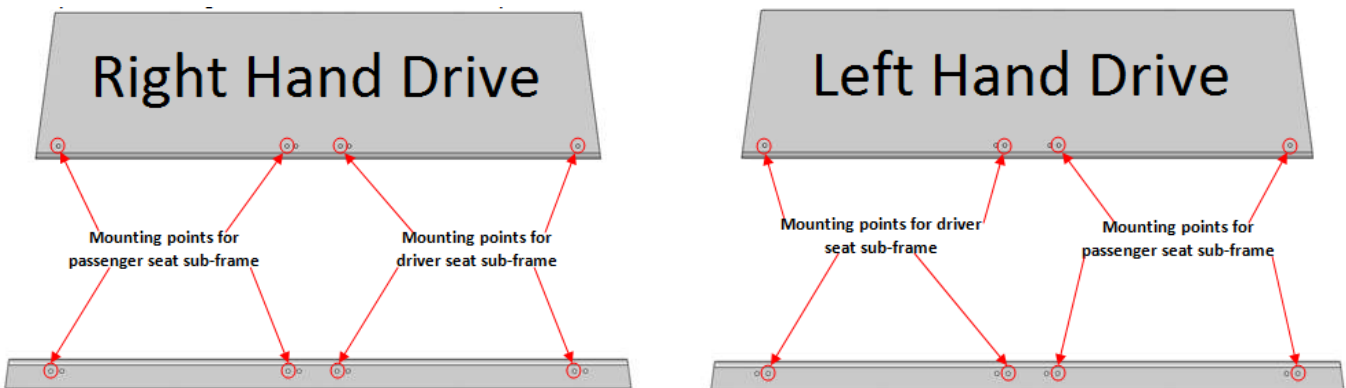 Right Hand Drive
Mounting points for
passenger seat sub-frame
Mounting points for
driver seat sub-frame
Left Hand Drive
Mounting points for driver
seat sub-frame
Mounting points for
passenger seat sub-frame